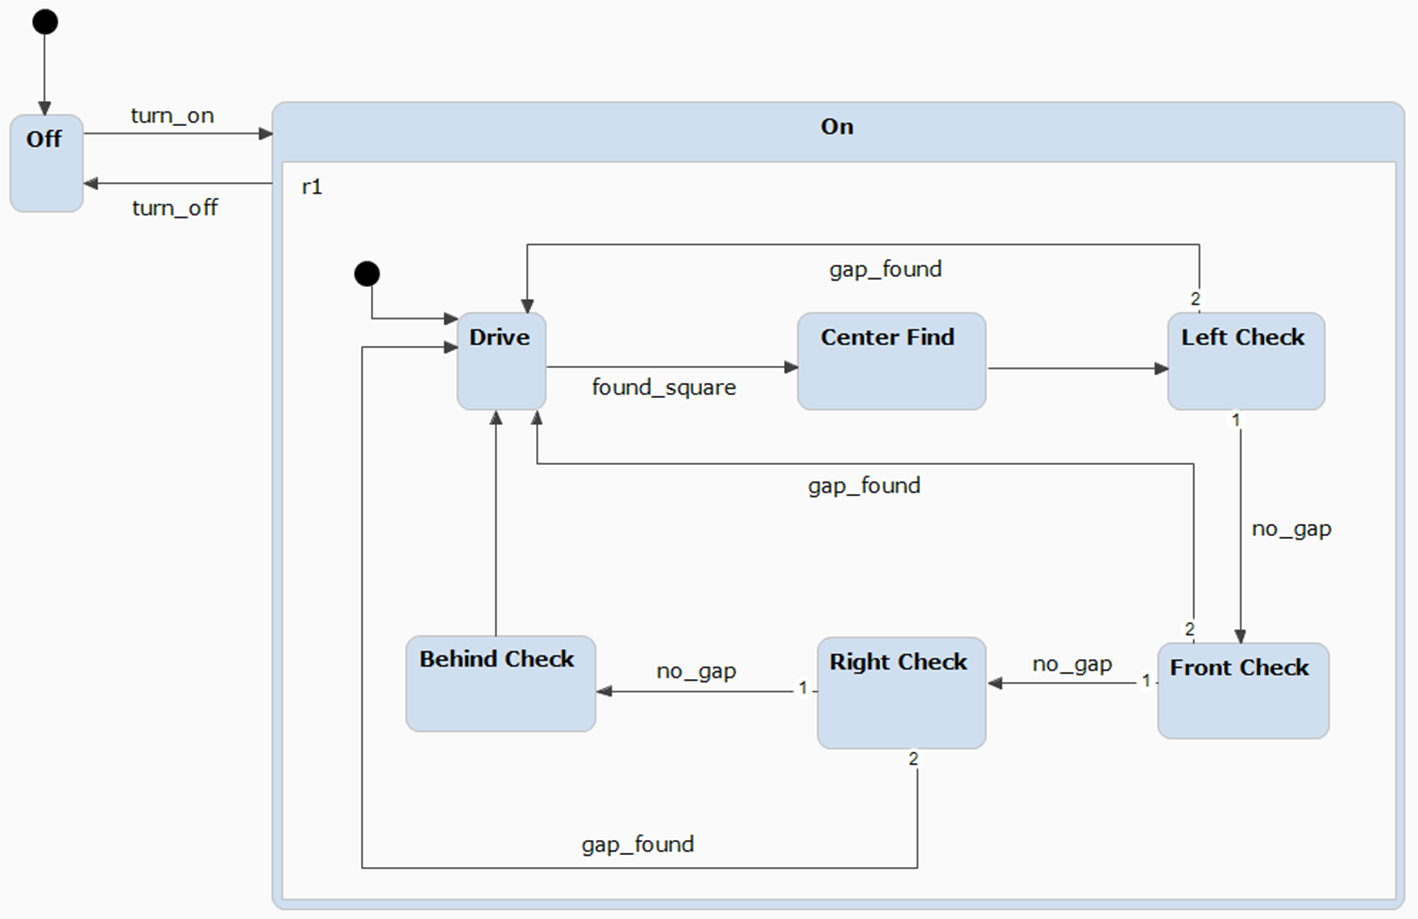 turn_on
Off
On
turn_off
r1
gap_found
2
Drive
Center Find
Left Check
found_square
1
gap_found
no_gap
2
Behind Check
no_gap
1
Right Check
no_gap
1
Front Check
2
gap_found